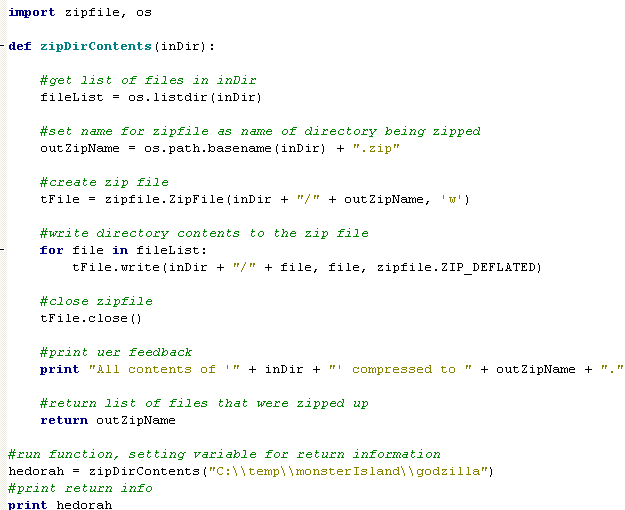 import zipfile, os
def zipDirContents(inDir):
#get list of files in inDir
fileList = os.listdir(inDir)
#set name for zipfile as name of directory being zipped
outZipName = os.path.basename(inDir) + ".zip"
#create zip file
tFile = zipfile.ZipFile(inDir + "/" + outZipName, 'w')
#write directory contents to the zip file
for file in fileList:
tFile.write(inDir + "/" + file, file, zipfile.ZIP_DEFLATED)
#close zipfile
tFile.close()
#print uer feedback
print "All contents of '" + inDir + "' compressed to " + outZipName + "."
#return list of files that were zipped up
return outZipName
#run function, setting variable for return information
hedorah = zipDirContents("C:\\temp\\monsterIsland\\godzilla")
#print return info
print hedorah